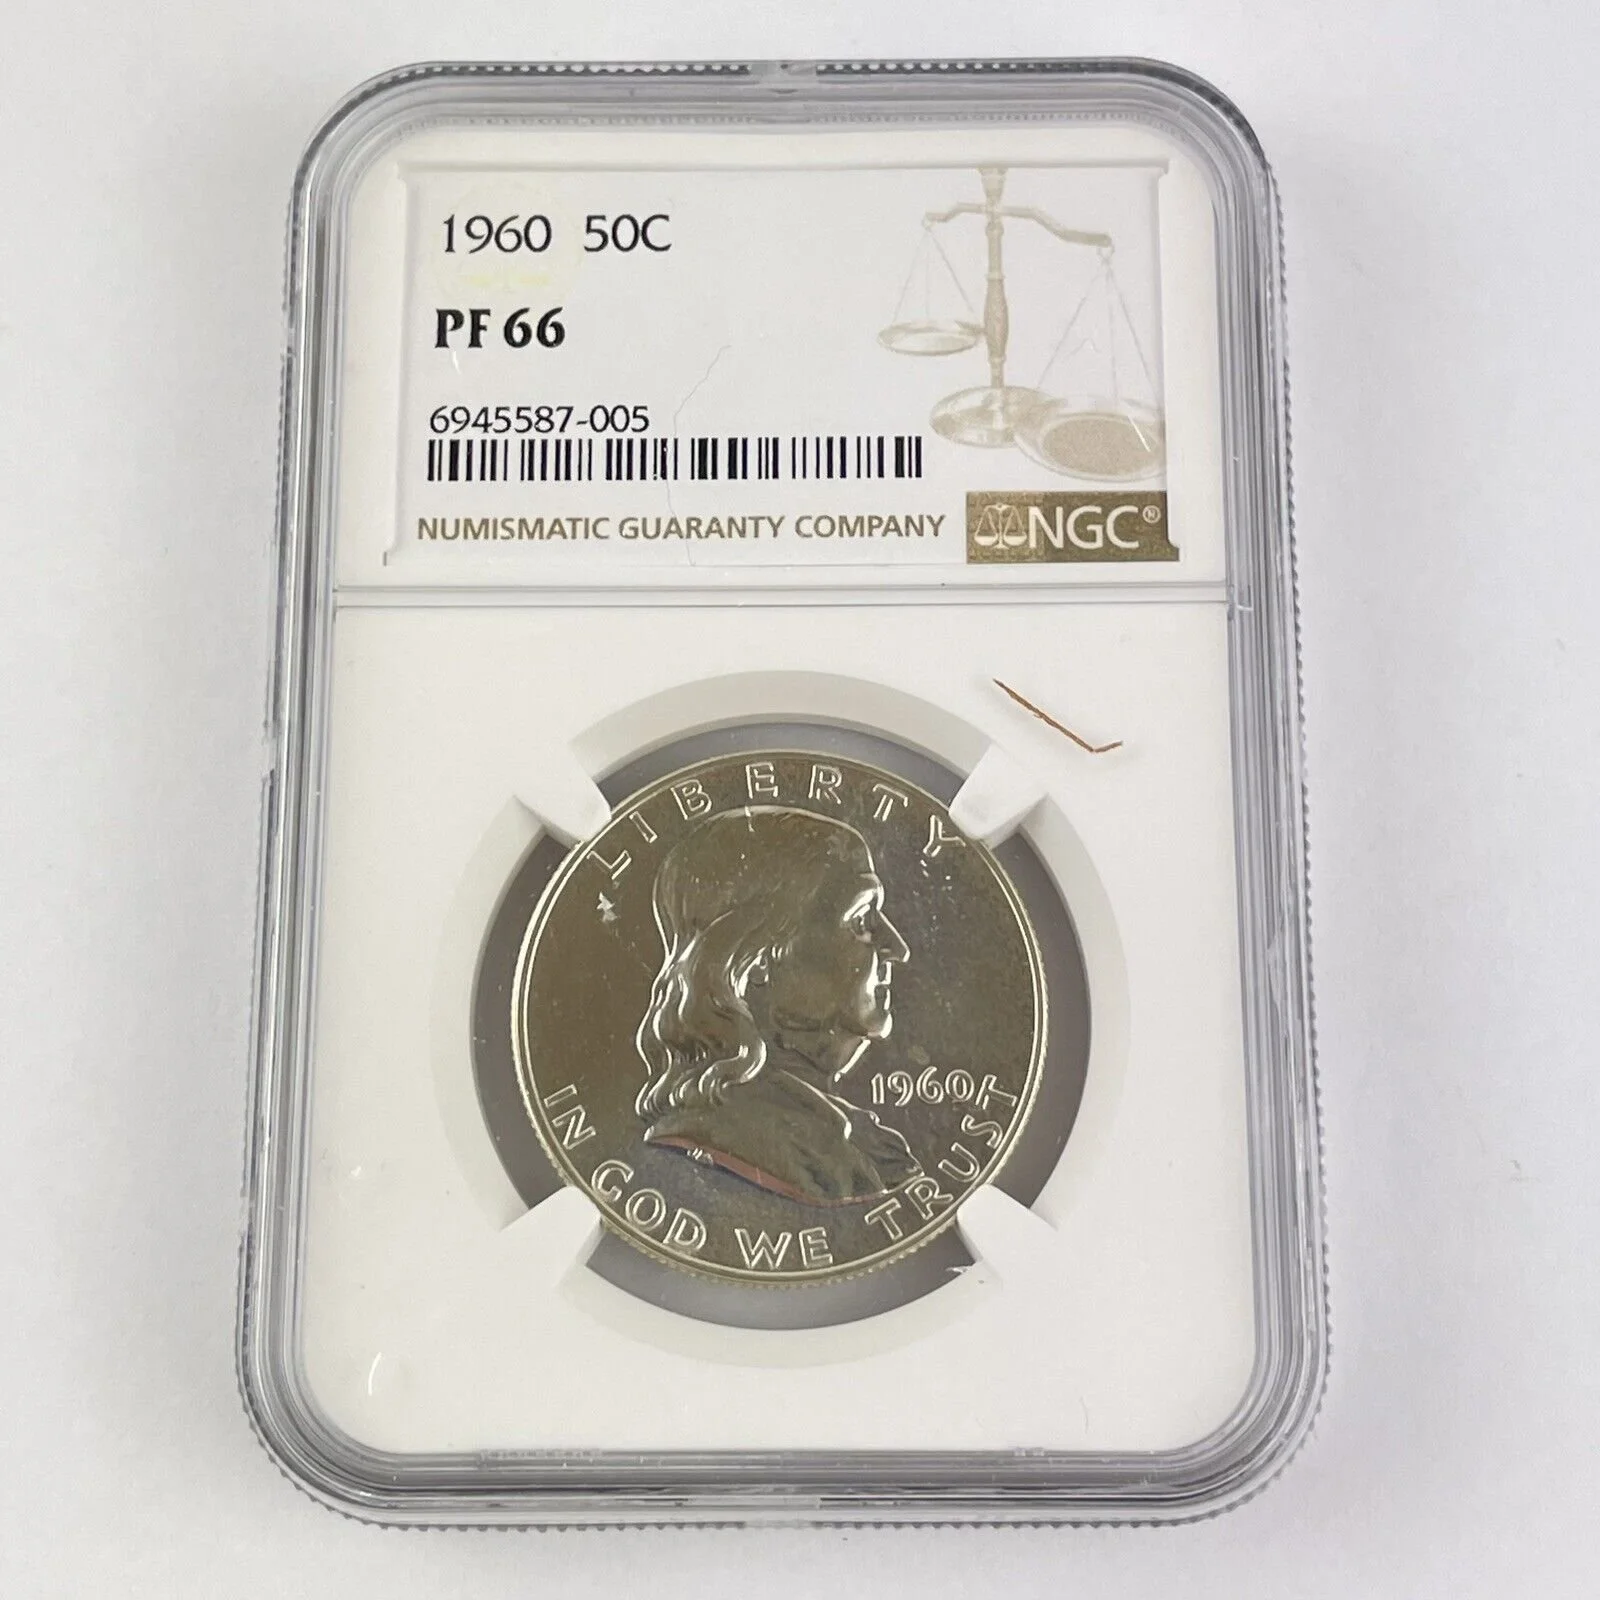 1960 50C
PF 66
6945587-005
NUMISMATIC GUARANTY COMPANY
NGC®
LIBERTY
1960
IN GOD WE TRUST